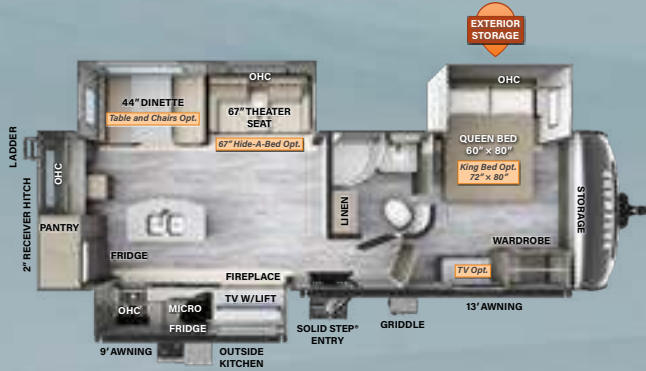 EXTERIOR
STORAGE
OHC
OHC
44" DINETTE
Table and Chairs Opt.
67" THEATER
SEAT
67" Hide-A-Bed Opt.
QUEEN BED
60" × 80"
King Bed Opt.
72" × 80"
LADDER
OHC
2" RECEIVER HITCH
PANTRY
LINEN
STORAGE
FRIDGE
WARDROBE
FIREPLACE
TV Opt.
TV W/LIFT
OHC
MICRO
FRIDGE
13' AWNING
SOLID STEP®
ENTRY
GRIDDLE
9' AWNING
OUTSIDE
KITCHEN